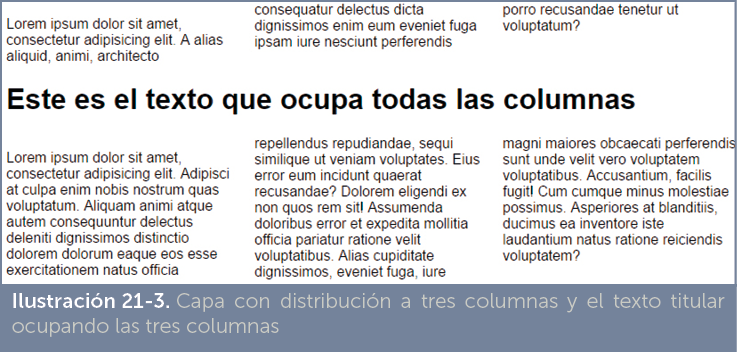 Lorem ipsum dolor sit amet,
consectetur adipisicing elit. A alias
aliquid, animi, architecto
consequatur delectus dicta
dignissimos enim eum eveniet fuga
ipsam iure nesciunt perferendis
porro recusandae tenetur ut
voluptatum?
Este es el texto que ocupa todas las columnas
Lorem ipsum dolor sit amet,
consectetur adipisicing elit. Adipisci
at culpa enim nobis nostrum quas
voluptatum. Aliquam animi atque
autem consequuntur delectus
deleniti dignissimos distinctio
dolorem dolorum eaque eos esse
exercitationem natus officia
repellendus repudiandae, sequi
similique ut veniam voluptates. Eius
error eum incidunt quaerat
recusandae? Dolorem eligendi ex
non quos rem sit! Assumenda
doloribus error et expedita mollitia
officia pariatur ratione velit
voluptatibus. Alias cupiditate
dignissimos, eveniet fuga, iure
magni maiores obcaecati perferendis
sunt unde velit vero voluptatem
voluptatibus. Accusantium, facilis
fugit! Cum cumque minus molestiae
possimus. Asperiores at blanditiis,
ducimus ea inventore iste
laudantium natus ratione reiciendis
voluptatem?
Ilustración 21-3. Capa con distribución a tres columnas y el texto titular
ocupando las tres columnas